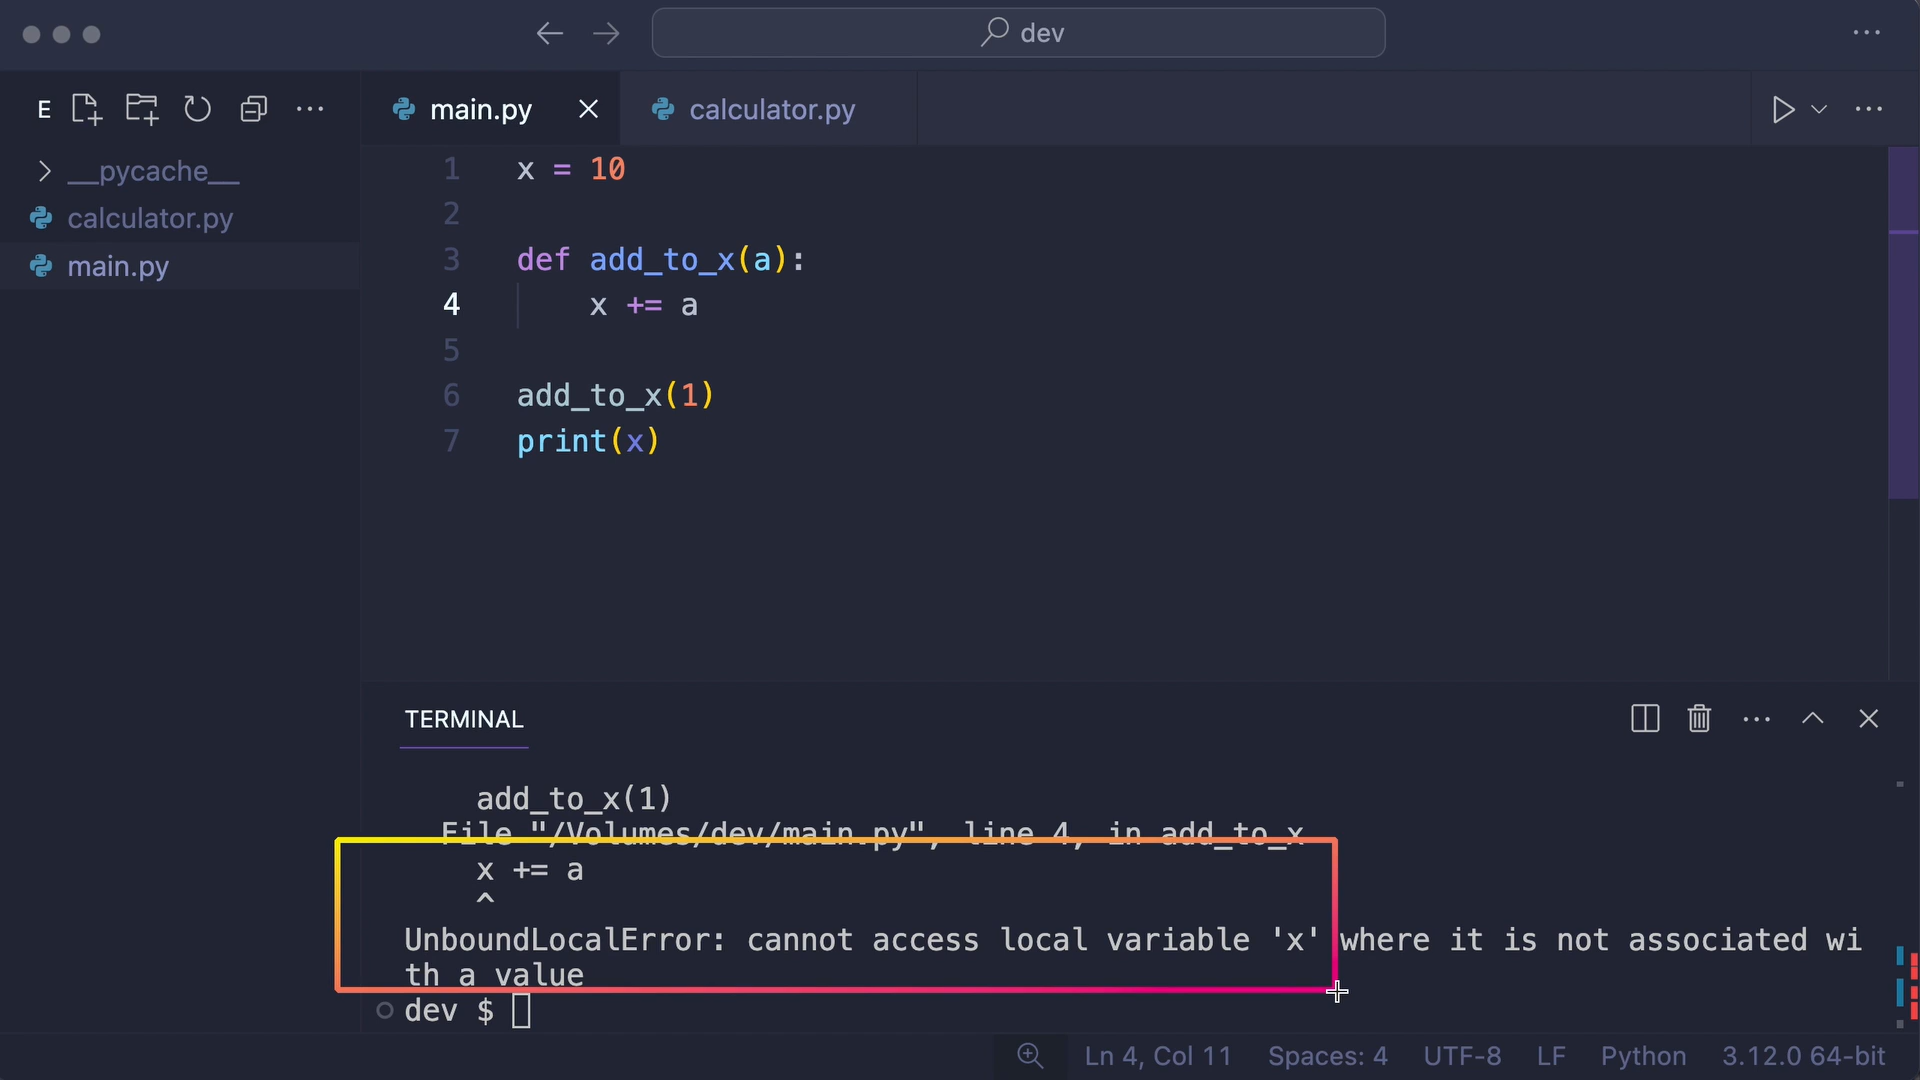 dev
E
main.py
calculator.py
__pycache__
calculator.py
main.py
1 x = 10
2
3 def add_to_x(a):
4 x += a
5
6 add_to_x(1)
7 print(x)
TERMINAL
add_to_x(1)
File "/Volumes/dev/main.py", line 4, in add_to_x
x += a
^
UnboundLocalError: cannot access local variable 'x' where it is not associated wi
th a value
dev $
Ln 4, Col 11 Spaces: 4 UTF-8 LF Python 3.12.0 64-bit